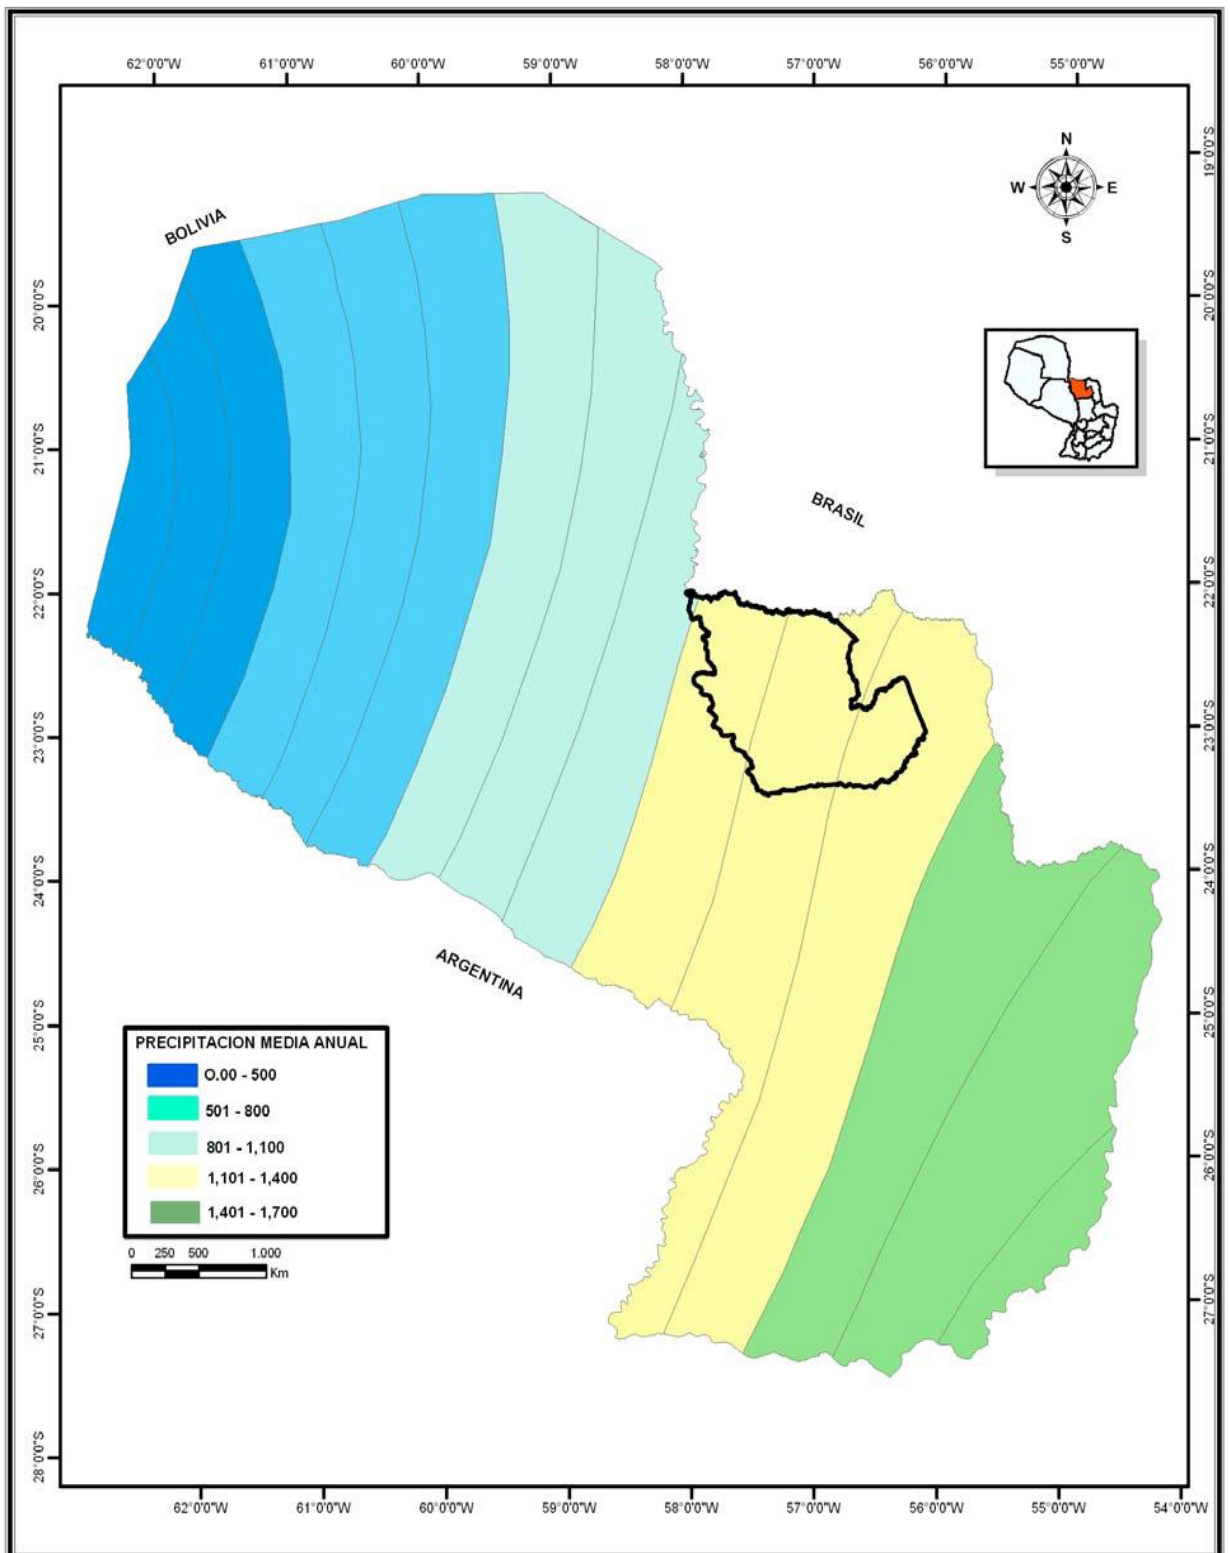 62°0'0"W 61°0'0"W 60°0'0"W 59°0'0"W 58°0'0"W 57°0'0"W 56°0'0"W 55°0'0"W
N
W E
S
BOLIVIA
19°0'0"S
20°0'0"S
20°0'0"S
21°0'0"S
21°0'0"S
BRASIL
22°0'0"S
22°0'0"S
23°0'0"S
23°0'0"S
24°0'0"S
24°0'0"S
ARGENTINA
25°0'0"S
25°0'0"S
PRECIPITACION MEDIA ANUAL
O.00 - 500
501 - 800
801 - 1,100
1,101 - 1,400
1,401 - 1,700
26°0'0"S
26°0'0"S
0 250 500 1.000
Km
27°0'0"S
27°0'0"S
28°0'0"S
62°0'0"W 61°0'0"W 60°0'0"W 59°0'0"W 58°0'0"W 57°0'0"W 56°0'0"W 55°0'0"W 54°0'0"W